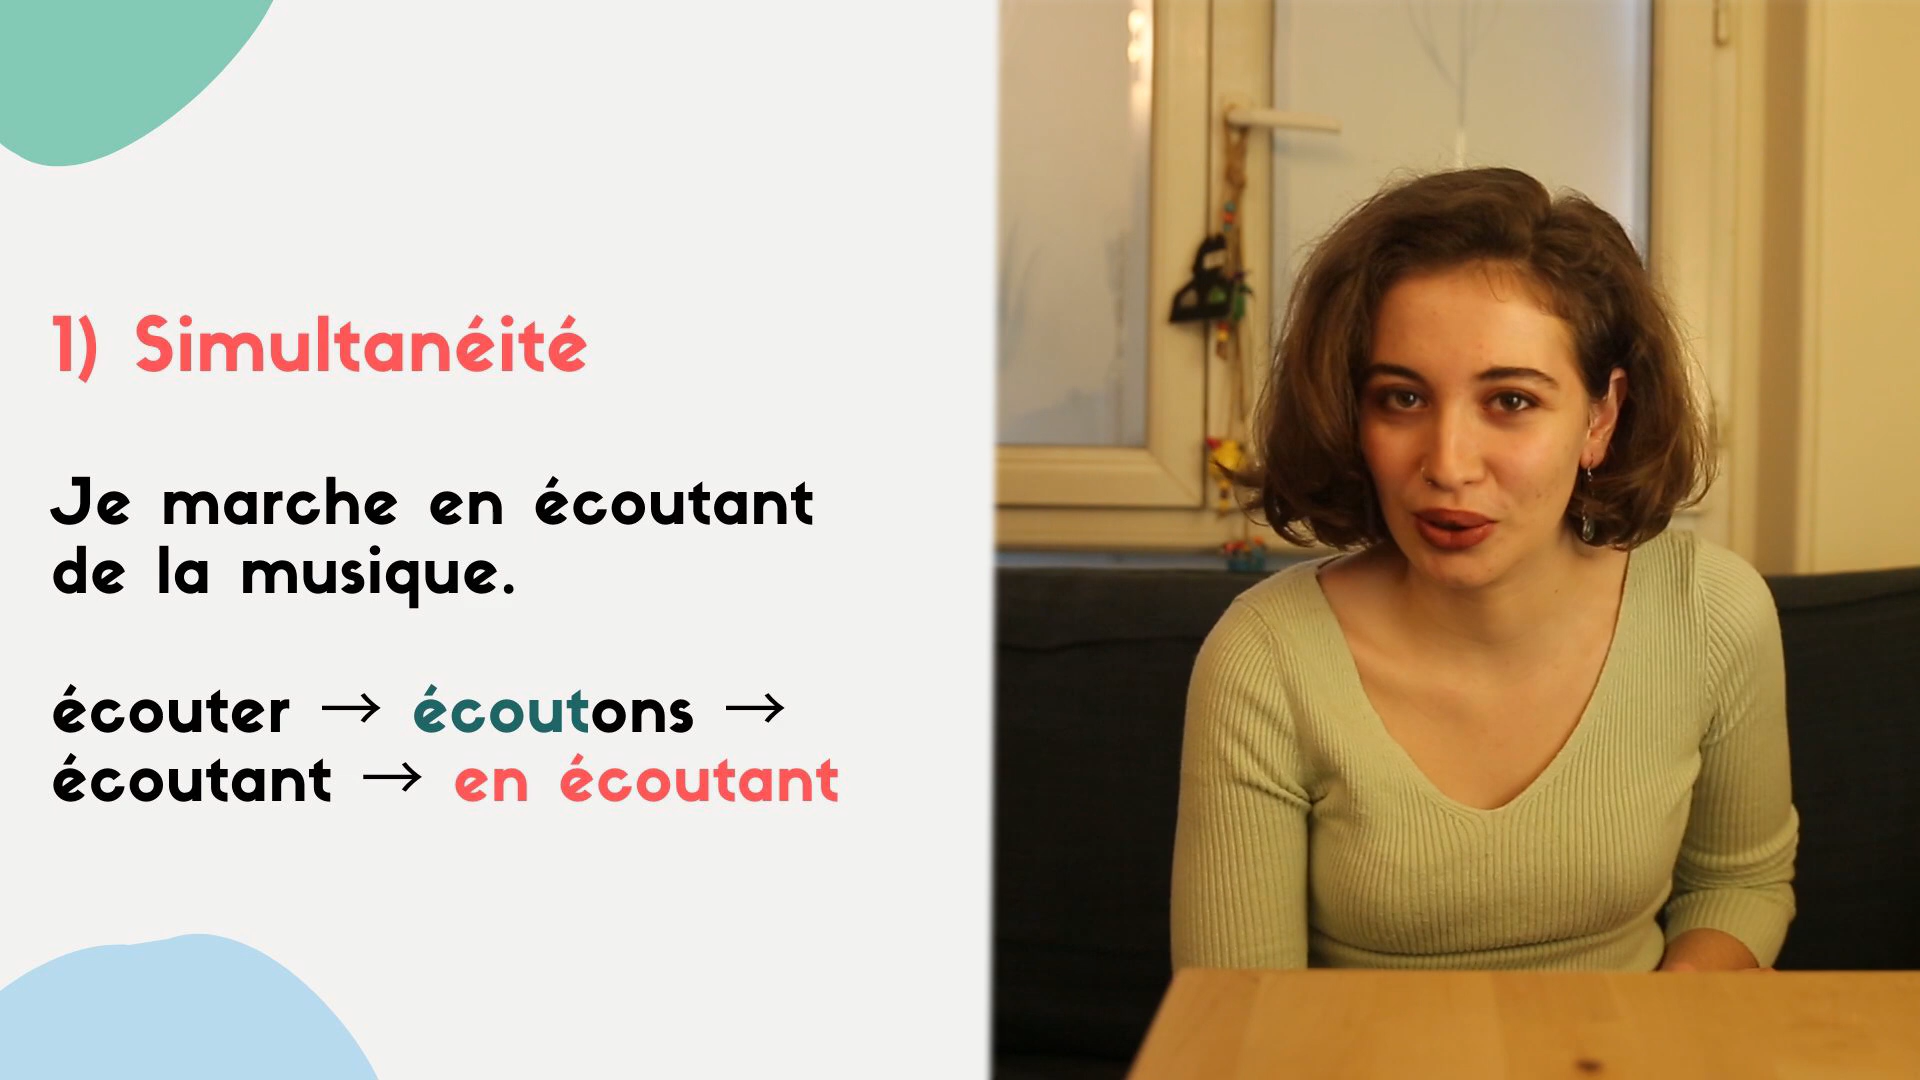 1) Simultanéité
Je marche en écoutant
de la musique.
écouter → écoutons →
écoutant → en écoutant